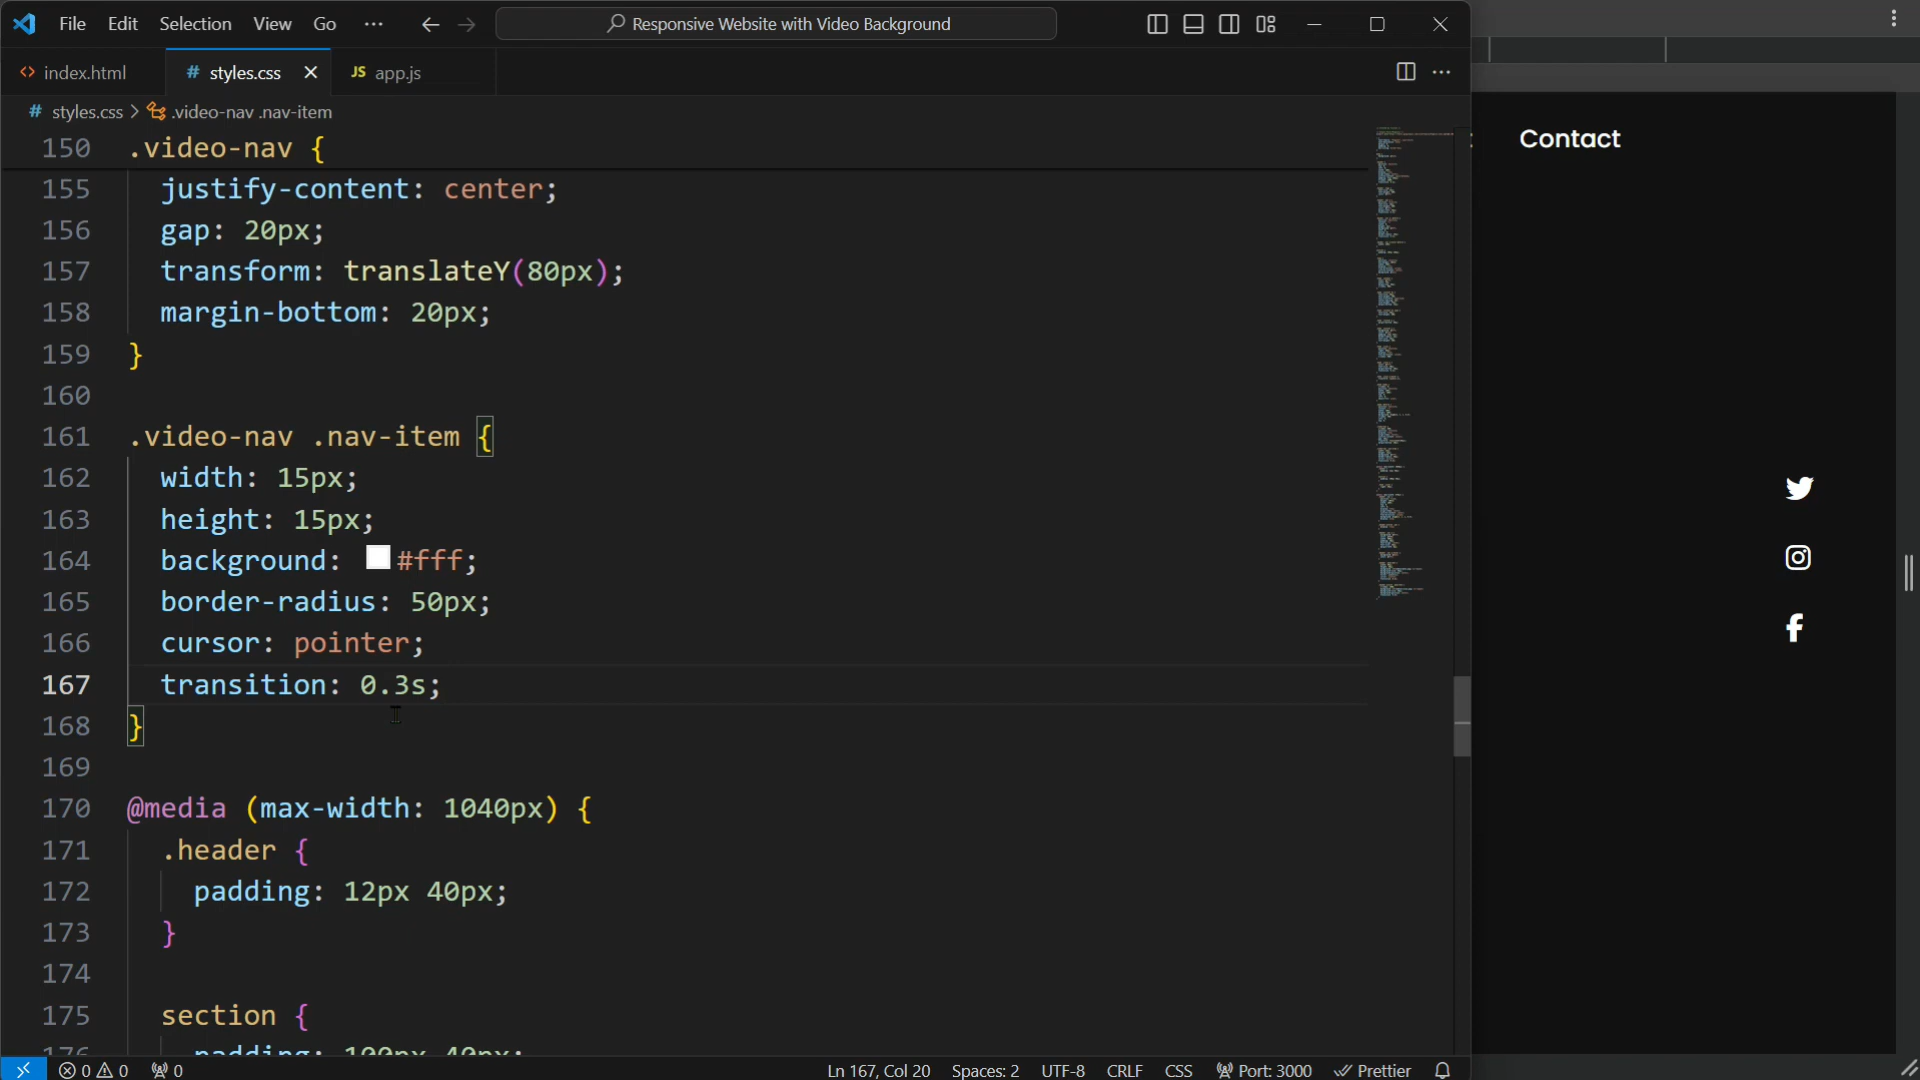 File Edit Selection View Go ··· Responsive Website with Video Background
index.html # styles.css JS app.js
# styles.css > .video-nav .nav-item
150 .video-nav {
155 justify-content: center;
156 gap: 20px;
157 transform: translateY(80px);
158 margin-bottom: 20px;
159 }
160
161 .video-nav .nav-item {
162 width: 15px;
163 height: 15px;
164 background: #fff;
165 border-radius: 50px;
166 cursor: pointer;
167 transition: 0.3s;
168 }
169
170 @media (max-width: 1040px) {
171 .header {
172 padding: 12px 40px;
173 }
174
175 section {
176 padding: 100px 40px;
0 0 0 Ln 167, Col 20 Spaces: 2 UTF-8 CRLF CSS Port: 3000 Prettier
Contact